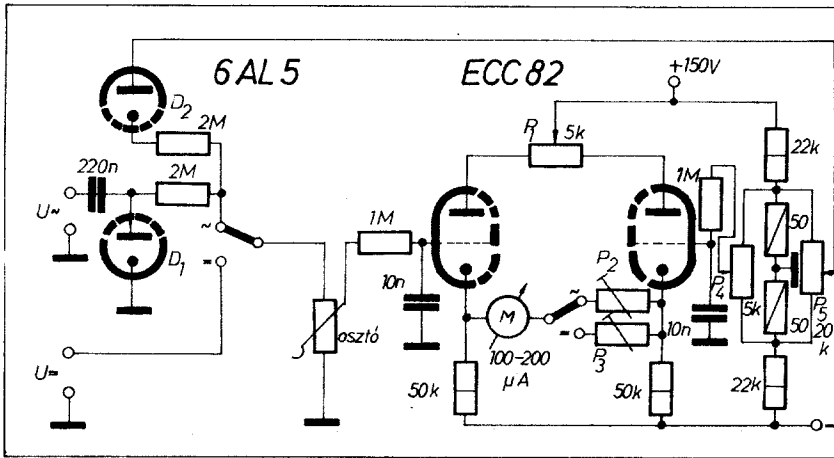 6AL5
ECC82
+150V
D2
2M
220n
2M
U~
D1
~
=
U=
1M
10n
osztó
P1
5k
M
100-200
µA
~
=
P2
P3
50k
50k
1M
10n
P4
5k
22k
50
50
P5
20
k
22k
-